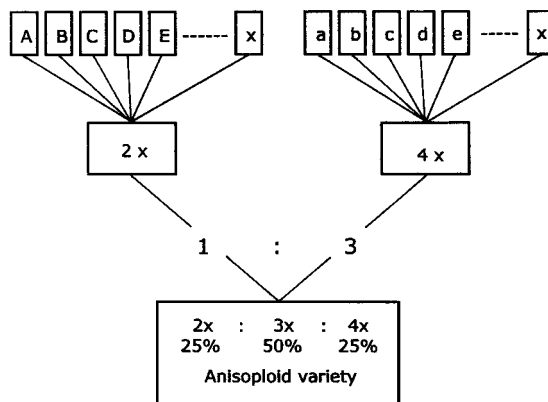 A B C D E ------ x a b c d e ----- x
2 x 4 x
1 : 3
2x : 3x : 4x
25% 50% 25%
Anisoploid variety